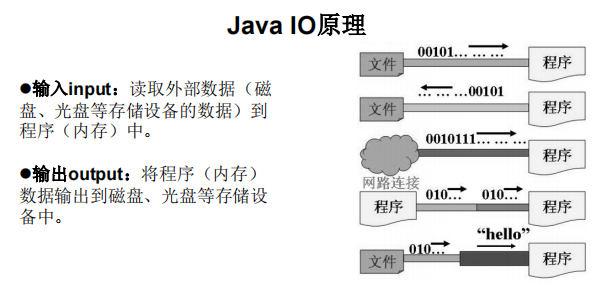 Java IO原理
●输入input：读取外部数据（磁
盘、光盘等存储设备的数据）到
程序（内存）中。
●输出output：将程序（内存）
数据输出到磁盘、光盘等存储设
备中。
00101… … …
文件
程序
… … …00101
文件
程序
0010111… … …
网路连接
程序
010…
010…
程序
程序
“hello”
010…
文件
程序